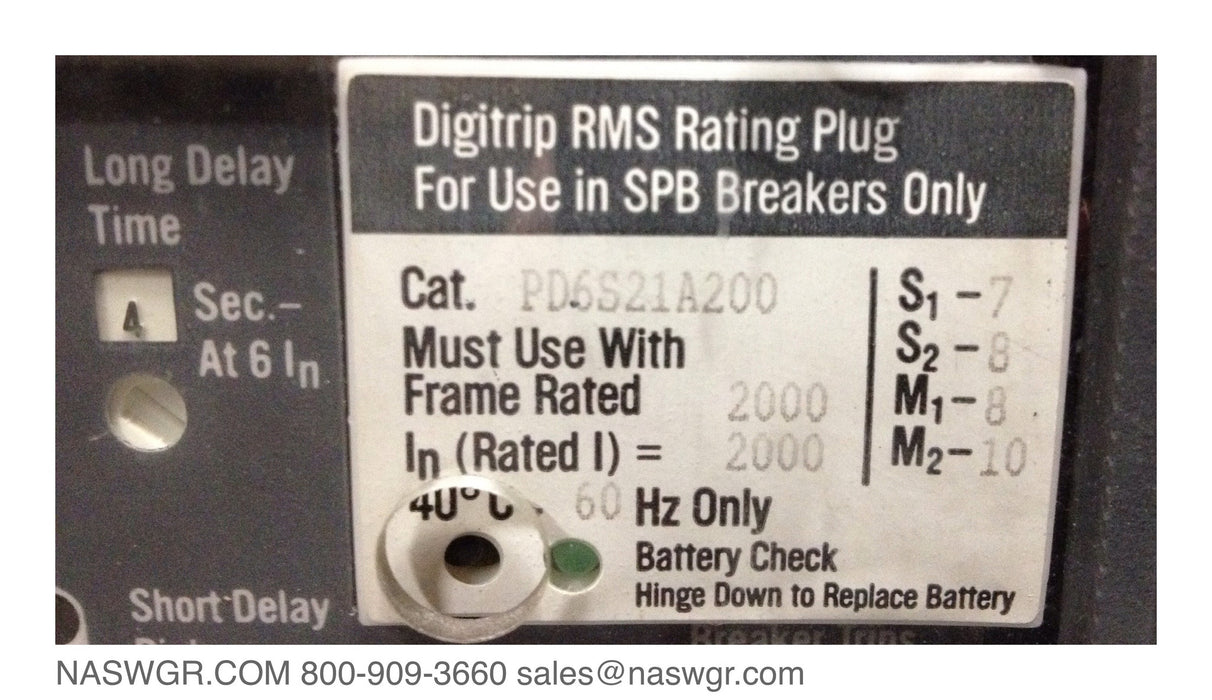 Long Delay
Time
4
Sec.-
At 6 In
Digitrip RMS Rating Plug
For Use in SPB Breakers Only
Cat. PD6S21A200
Must Use With
Frame Rated 2000
In (Rated I) = 2000
40°C - 60 Hz Only
S1 - 7
S2 - 8
M1 - 8
M2 - 10
Battery Check
Hinge Down to Replace Battery
Short Delay
Breaker Trips
NASWGR.COM 800-909-3660 sales@naswgr.com